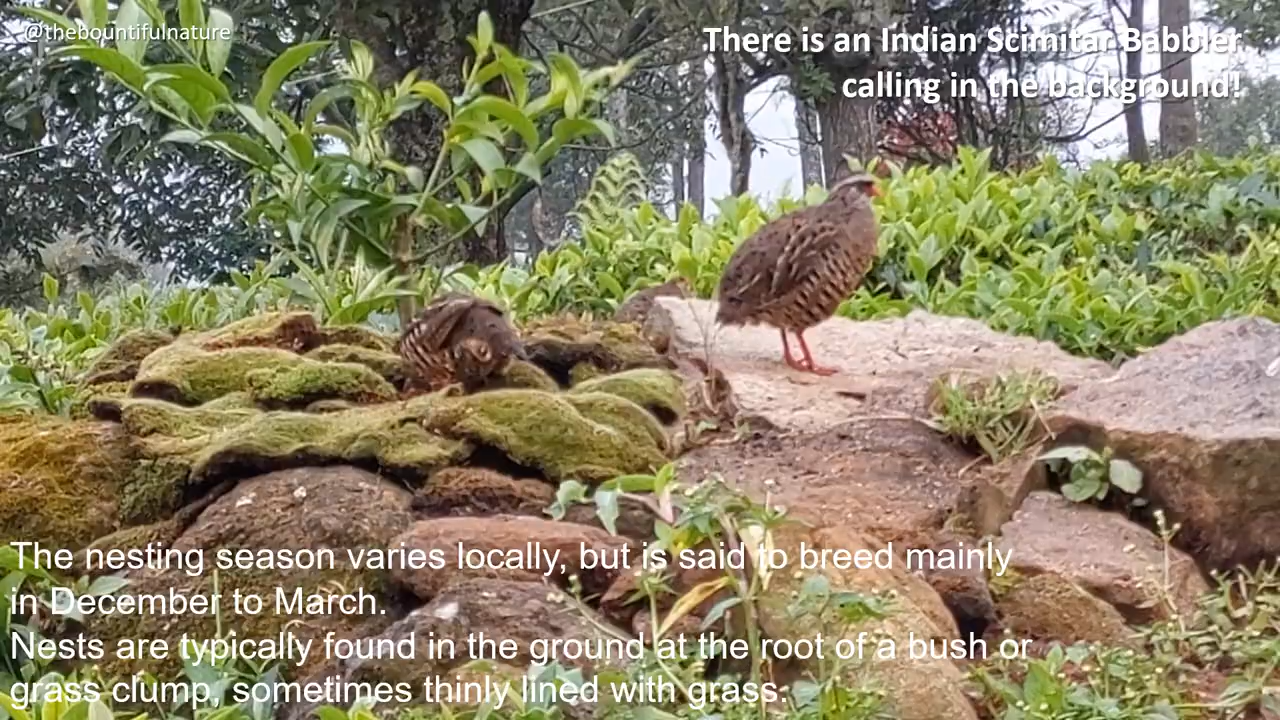 @thebountifulnature
There is an Indian Scimitar Babbler
calling in the background!
The nesting season varies locally, but is said to breed mainly
in December to March.
Nests are typically found in the ground at the root of a bush or
grass clump, sometimes thinly lined with grass.